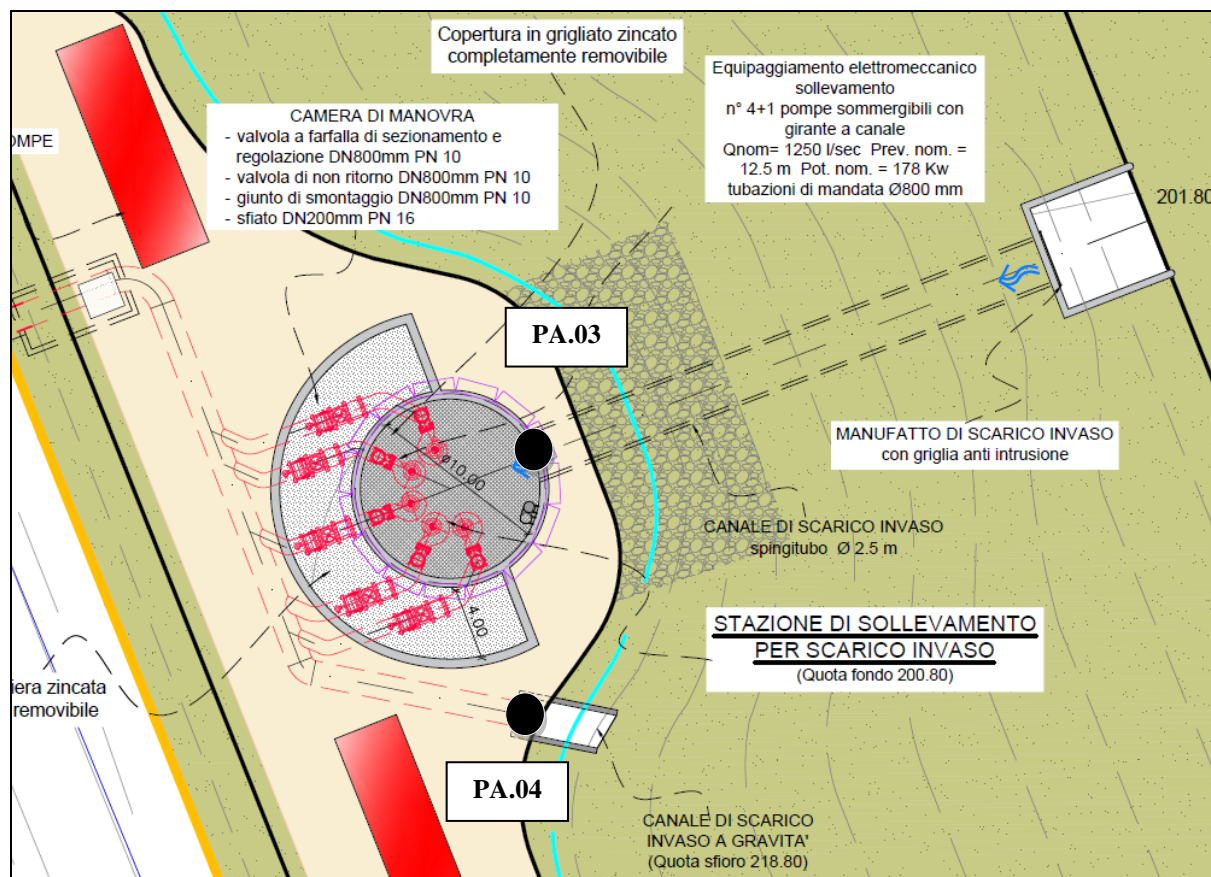 Copertura in grigliato zincato
completamente removibile
Equipaggiamento elettromeccanico
sollevamento
n° 4+1 pompe sommergibili con
girante a canale
Qnom= 1250 l/sec Prev. nom. =
12.5 m Pot. nom. = 178 Kw
tubazioni di mandata Ø800 mm
CAMERA DI MANOVRA
- valvola a farfalla di sezionamento e
regolazione DN800mm PN 10
- valvola di non ritorno DN800mm PN 10
- giunto di smontaggio DN800mm PN 10
- sfiato DN200mm PN 16
OMPE
201.80
PA.03
ø10.00
MANUFATTO DI SCARICO INVASO
con griglia anti intrusione
CANALE DI SCARICO INVASO
spingitubo Ø 2.5 m
4.00
STAZIONE DI SOLLEVAMENTO
PER SCARICO INVASO
(Quota fondo 200.80)
iera zincata
removibile
PA.04
CANALE DI SCARICO
INVASO A GRAVITA'
(Quota sfioro 218.80)